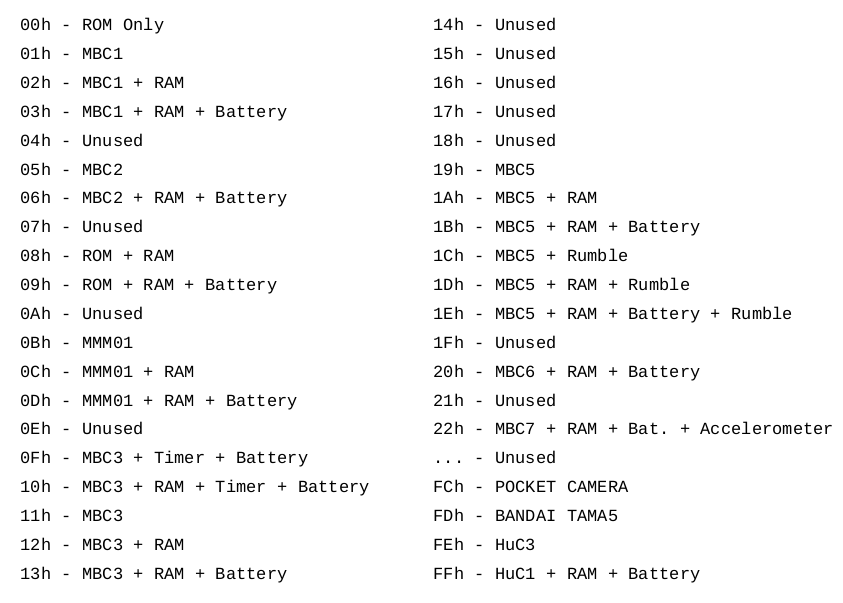 00h - ROM Only
01h - MBC1
02h - MBC1 + RAM
03h - MBC1 + RAM + Battery
04h - Unused
05h - MBC2
06h - MBC2 + RAM + Battery
07h - Unused
08h - ROM + RAM
09h - ROM + RAM + Battery
0Ah - Unused
0Bh - MMM01
0Ch - MMM01 + RAM
0Dh - MMM01 + RAM + Battery
0Eh - Unused
0Fh - MBC3 + Timer + Battery
10h - MBC3 + RAM + Timer + Battery
11h - MBC3
12h - MBC3 + RAM
13h - MBC3 + RAM + Battery
14h - Unused
15h - Unused
16h - Unused
17h - Unused
18h - Unused
19h - MBC5
1Ah - MBC5 + RAM
1Bh - MBC5 + RAM + Battery
1Ch - MBC5 + Rumble
1Dh - MBC5 + RAM + Rumble
1Eh - MBC5 + RAM + Battery + Rumble
1Fh - Unused
20h - MBC6 + RAM + Battery
21h - Unused
22h - MBC7 + RAM + Bat. + Accelerometer
... - Unused
FCh - POCKET CAMERA
FDh - BANDAI TAMA5
FEh - HuC3
FFh - HuC1 + RAM + Battery